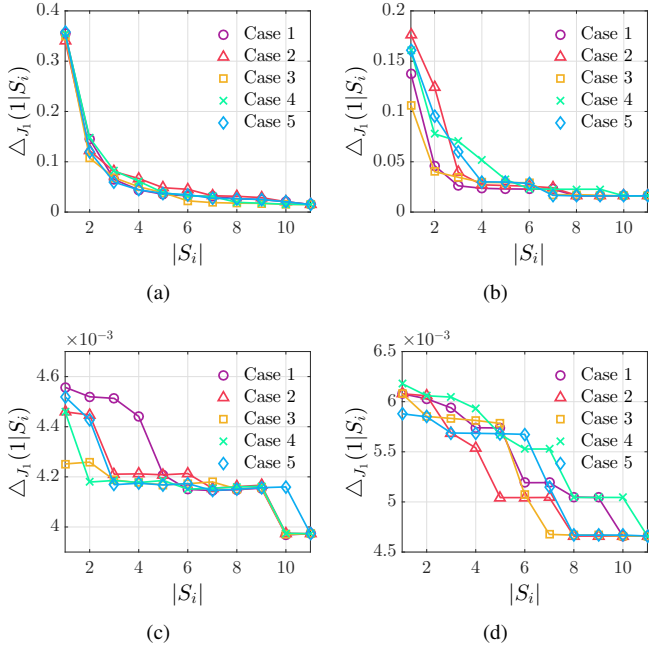 0.4
0.3
0.2
0.1
0
2 4 6 8 10
△_{J_1}(1|S_i)
|S_i|
Case 1
Case 2
Case 3
Case 4
Case 5
(a)
0.2
0.15
0.1
0.05
0
2 4 6 8 10
△_{J_1}(1|S_i)
|S_i|
Case 1
Case 2
Case 3
Case 4
Case 5
(b)
×10^{−3}
4.6
4.4
4.2
4
2 4 6 8 10
△_{J_1}(1|S_i)
|S_i|
Case 1
Case 2
Case 3
Case 4
Case 5
(c)
×10^{−3}
6.5
6
5.5
5
4.5
2 4 6 8 10
△_{J_1}(1|S_i)
|S_i|
Case 1
Case 2
Case 3
Case 4
Case 5
(d)